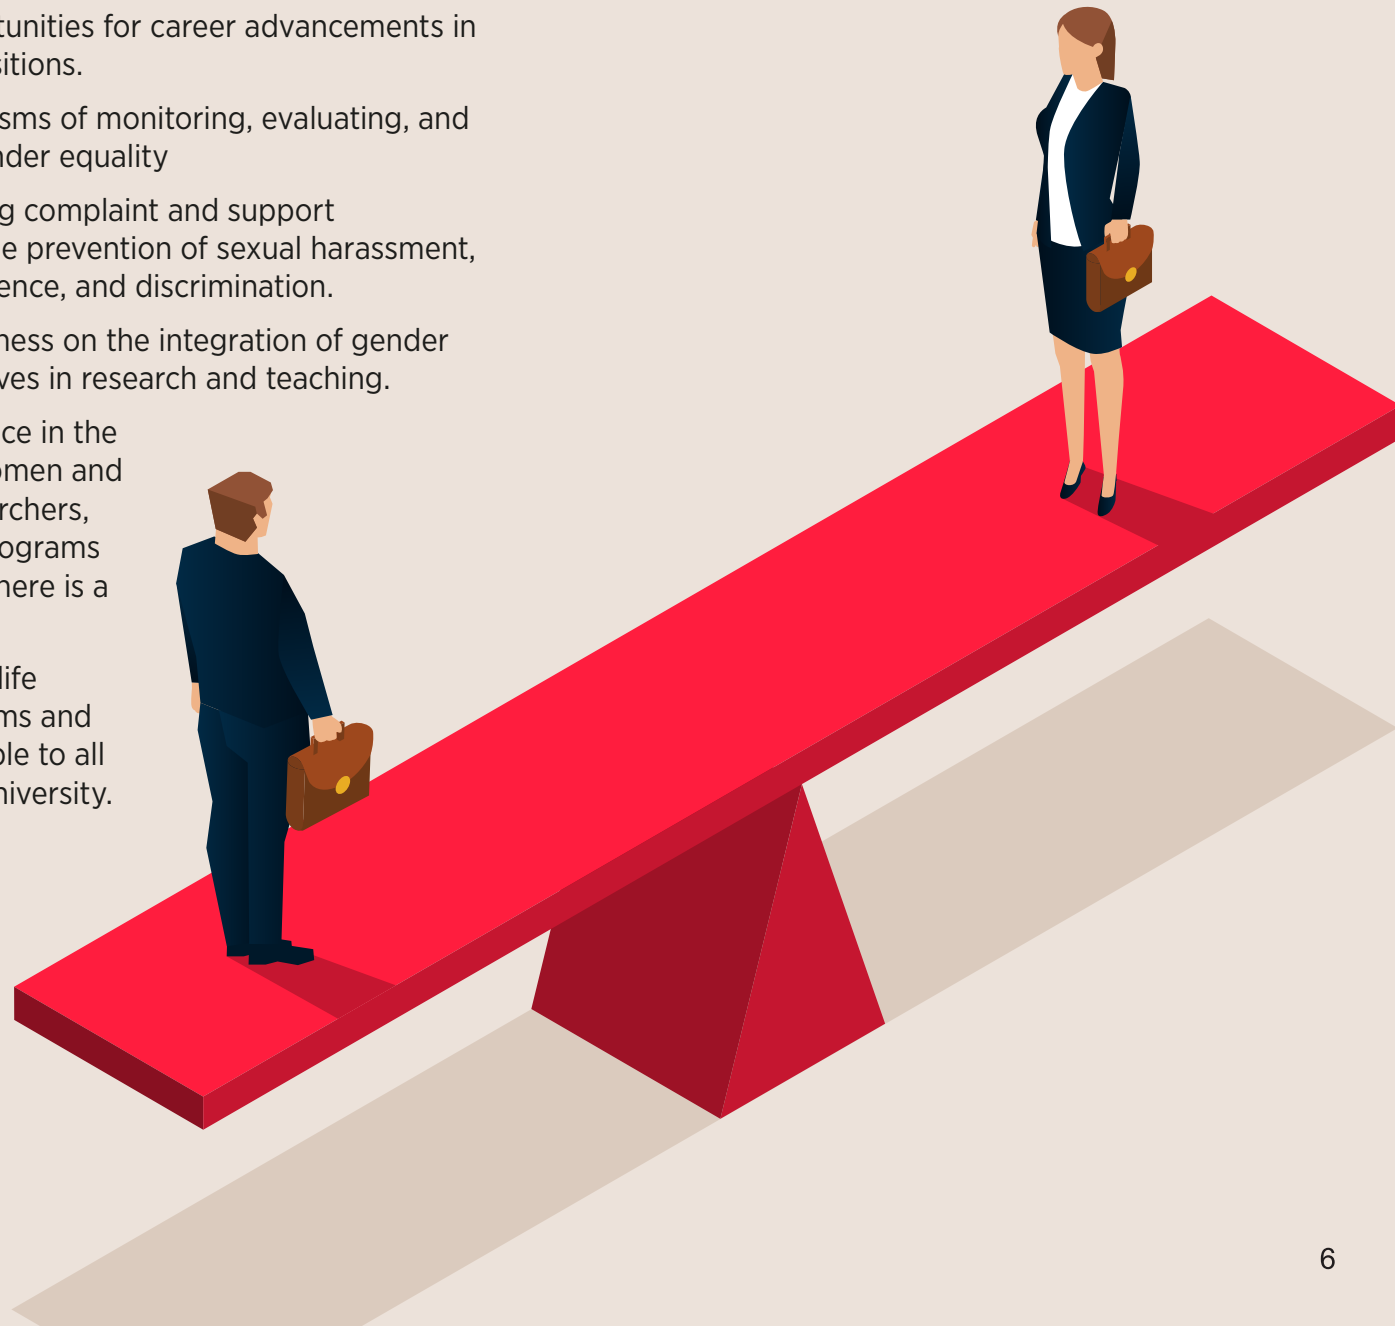 tunities for career advancements in
sitions.
sms of monitoring, evaluating, and
nder equality
g complaint and support
e prevention of sexual harassment,
ence, and discrimination.
ness on the integration of gender
ves in research and teaching.
ce in the
omen and
rchers,
ograms
here is a
life
ms and
ble to all
niversity.
6